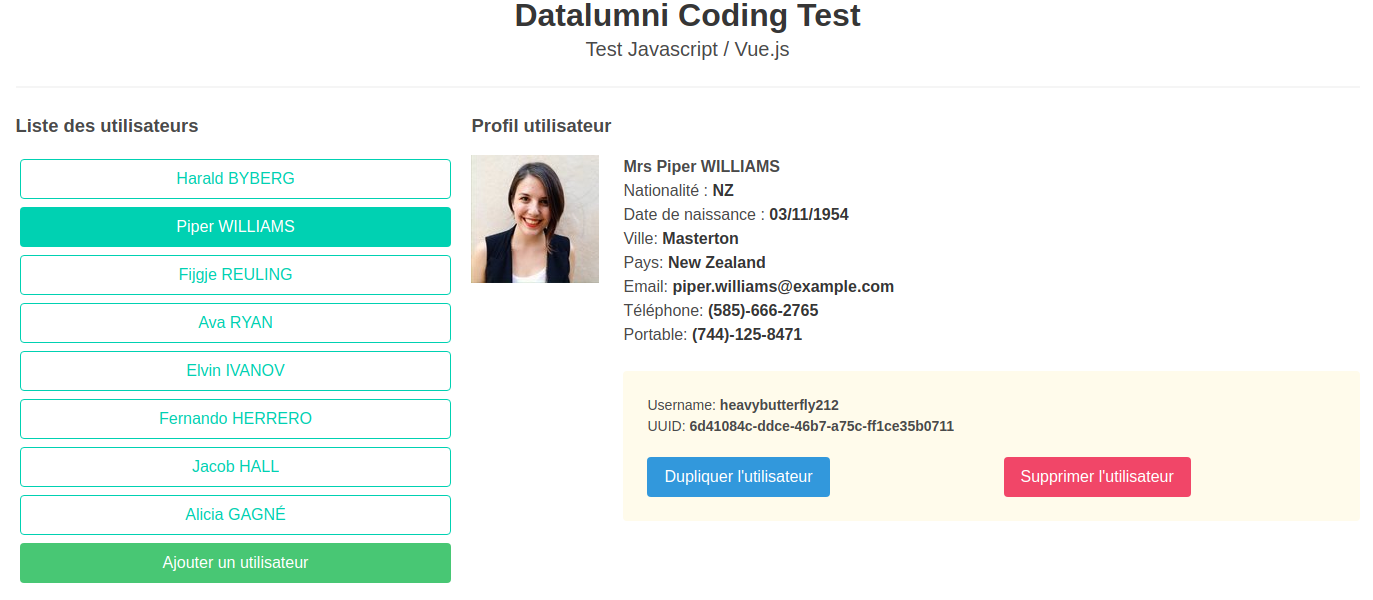 Datalumni Coding Test
Test Javascript / Vue.js
Liste des utilisateurs
Harald BYBERG
Piper WILLIAMS
Fijgje REULING
Ava RYAN
Elvin IVANOV
Fernando HERRERO
Jacob HALL
Alicia GAGNÉ
Ajouter un utilisateur
Profil utilisateur
Mrs Piper WILLIAMS
Nationalité : NZ
Date de naissance : 03/11/1954
Ville: Masterton
Pays: New Zealand
Email: piper.williams@example.com
Téléphone: (585)-666-2765
Portable: (744)-125-8471
Username: heavybutterfly212
UUID: 6d41084c-ddce-46b7-a75c-ff1ce35b0711
Dupliquer l'utilisateur
Supprimer l'utilisateur